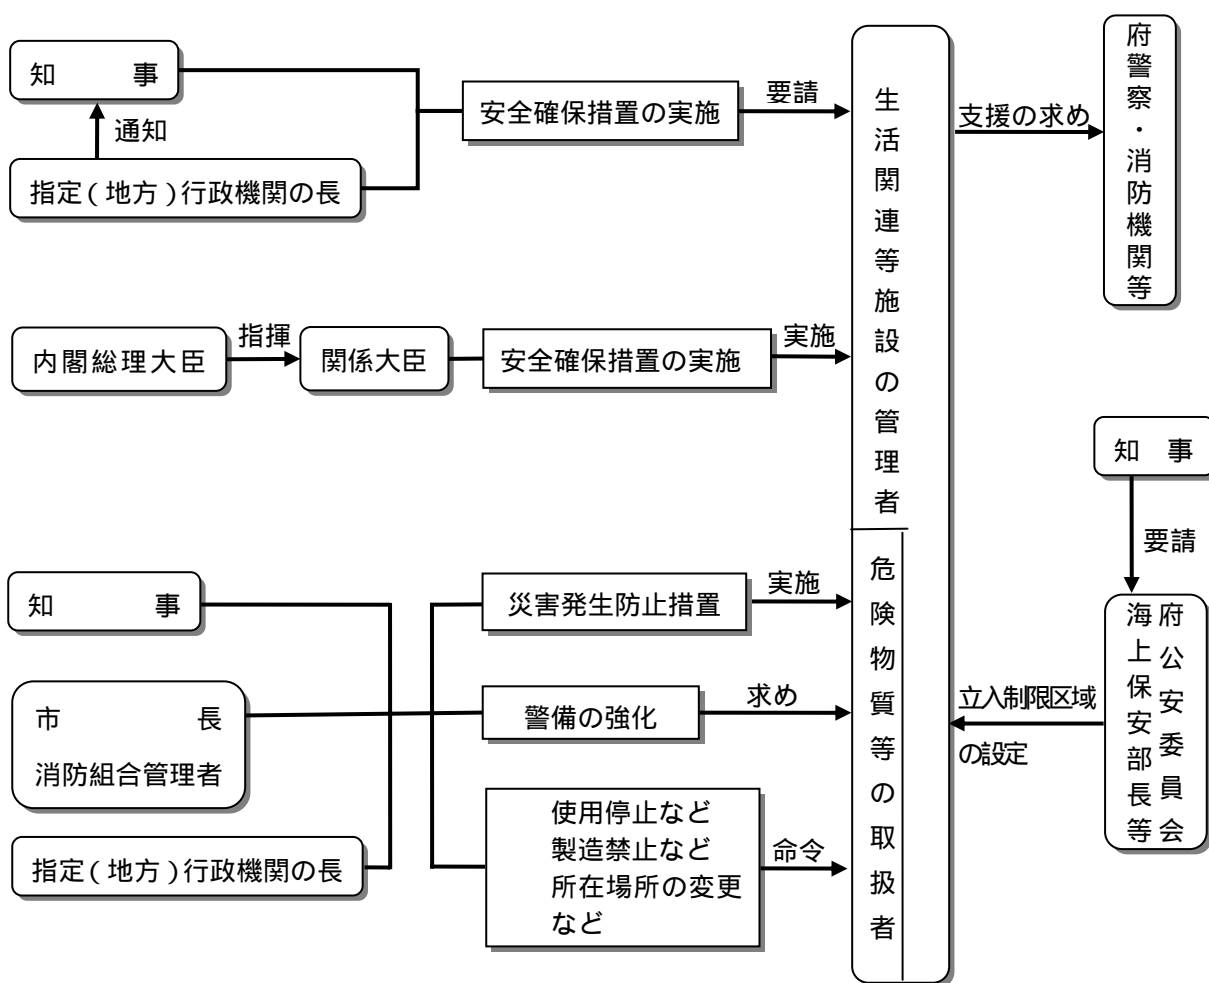 知　事
通知
指定(地方)行政機関の長
安全確保措置の実施
要請
内閣総理大臣
指揮
関係大臣
安全確保措置の実施
実施
知　事
市　長
消防組合管理者
指定(地方)行政機関の長
災害発生防止措置
実施
警備の強化
求め
使用停止など
製造禁止など
所在場所の変更
など
命令
生活関連等施設の管理者
危険物質等の取扱者
支援の求め
府警察・消防機関等
知　事
要請
府公安委員会
海上保安部長等
立入制限区域
の設定